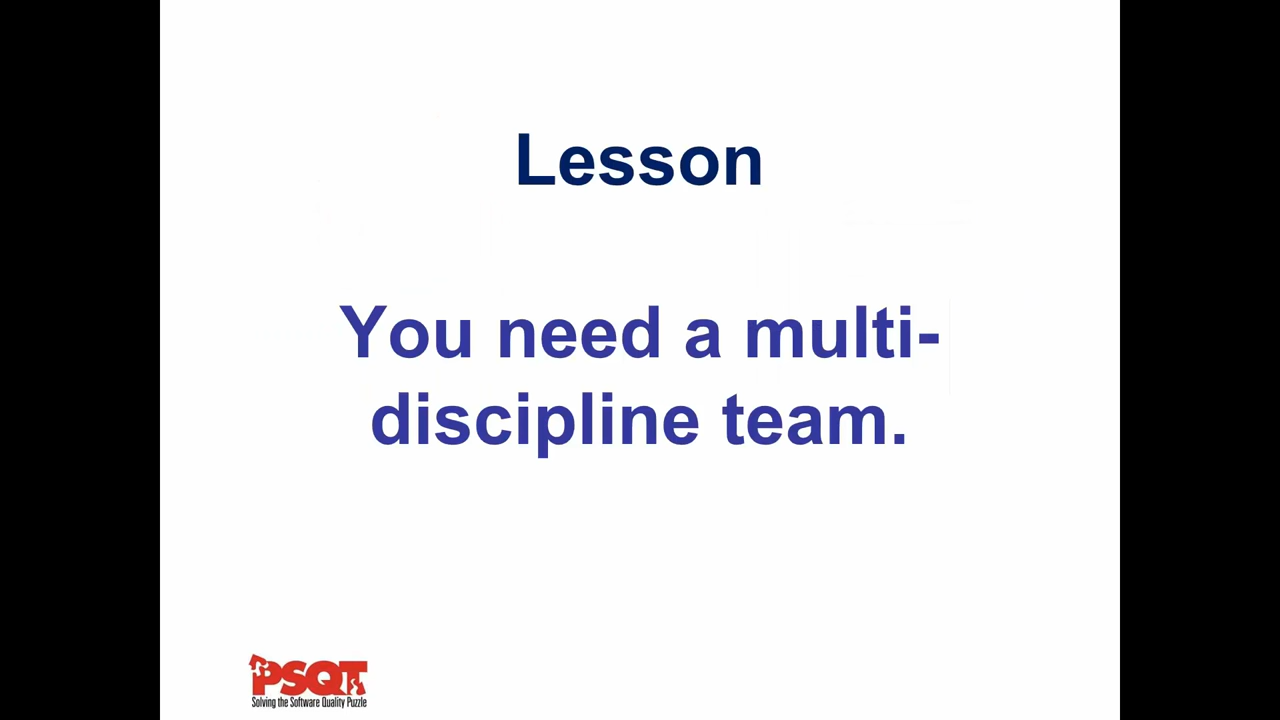 Lesson
You need a multi-
discipline team.
PSQT
Solving the Software Quality Puzzle